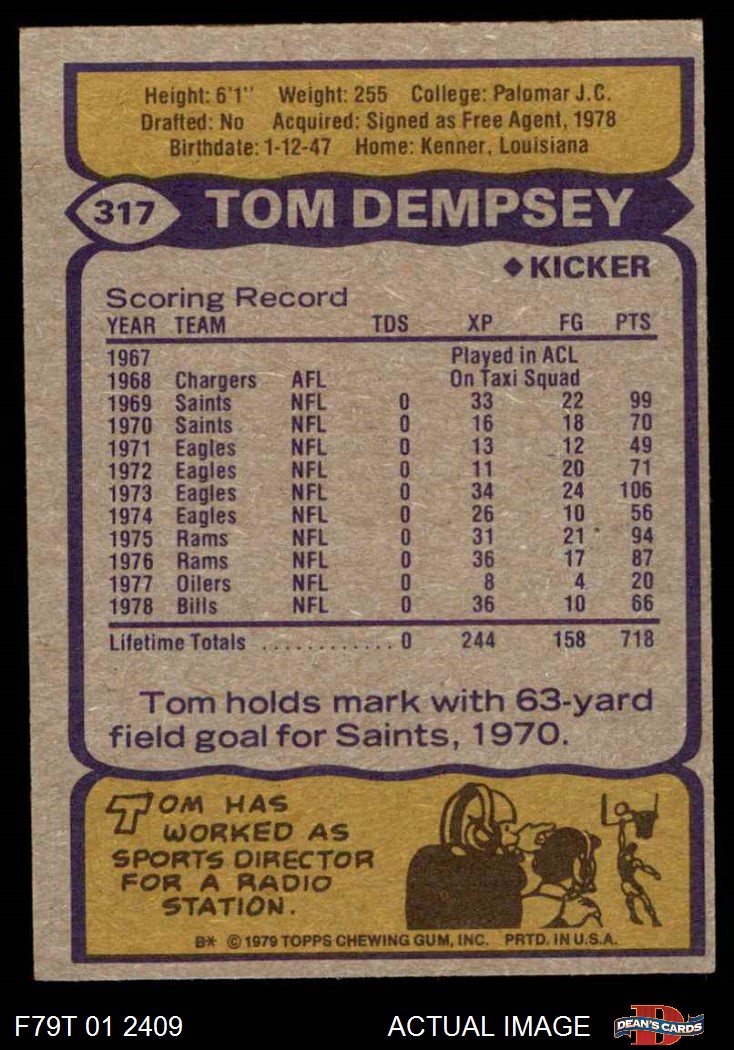 Height: 6'1" Weight: 255 College: Palomar J.C.
Drafted: No Acquired: Signed as Free Agent, 1978
Birthdate: 1-12-47 Home: Kenner, Louisiana
317 TOM DEMPSEY
◆ KICKER
Scoring Record
YEAR TEAM TDS XP FG PTS
1967 Played in ACL
1968 Chargers AFL On Taxi Squad
1969 Saints NFL 0 33 22 99
1970 Saints NFL 0 16 18 70
1971 Eagles NFL 0 13 12 49
1972 Eagles NFL 0 11 20 71
1973 Eagles NFL 0 34 24 106
1974 Eagles NFL 0 26 10 56
1975 Rams NFL 0 31 21 94
1976 Rams NFL 0 36 17 87
1977 Oilers NFL 0 8 4 20
1978 Bills NFL 0 36 10 66
Lifetime Totals ............ 0 244 158 718
Tom holds mark with 63-yard
field goal for Saints, 1970.
TOM HAS
WORKED AS
SPORTS DIRECTOR
FOR A RADIO
STATION.
B* © 1979 TOPPS CHEWING GUM, INC. PRTD. IN U.S.A.
F79T 01 2409 ACTUAL IMAGE D DEAN'S CARDS